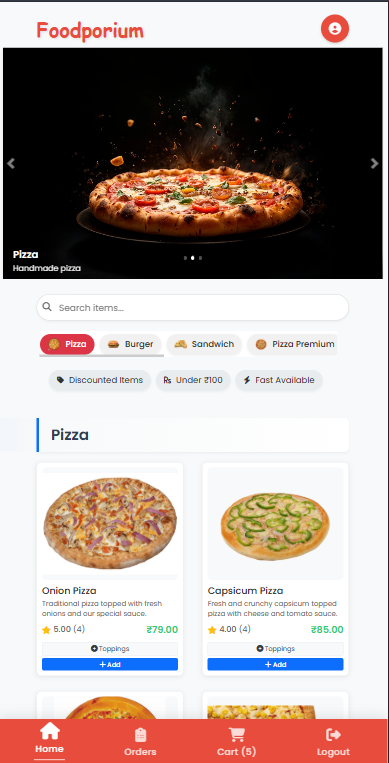 Foodporium
Pizza
Handmade pizza
Search items...
Pizza Burger Sandwich Pizza Premium
Discounted Items ₨ Under ₹100 Fast Available
Pizza
Onion Pizza
Traditional pizza topped with fresh
onions and our special sauce.
5.00 (4) ₹79.00
Toppings
+ Add
Capsicum Pizza
Fresh and crunchy capsicum topped
pizza with cheese and tomato sauce.
4.00 (4) ₹85.00
Toppings
+ Add
Home Orders Cart (5) Logout